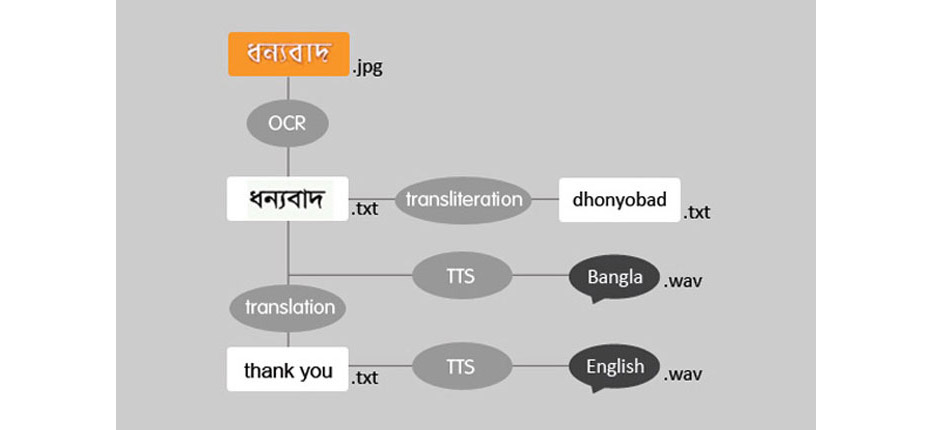 ধন্যবাদ
.jpg
OCR
ধন্যবাদ
.txt
transliteration
dhonyobad
.txt
TTS
Bangla
.wav
translation
thank you
.txt
TTS
English
.wav